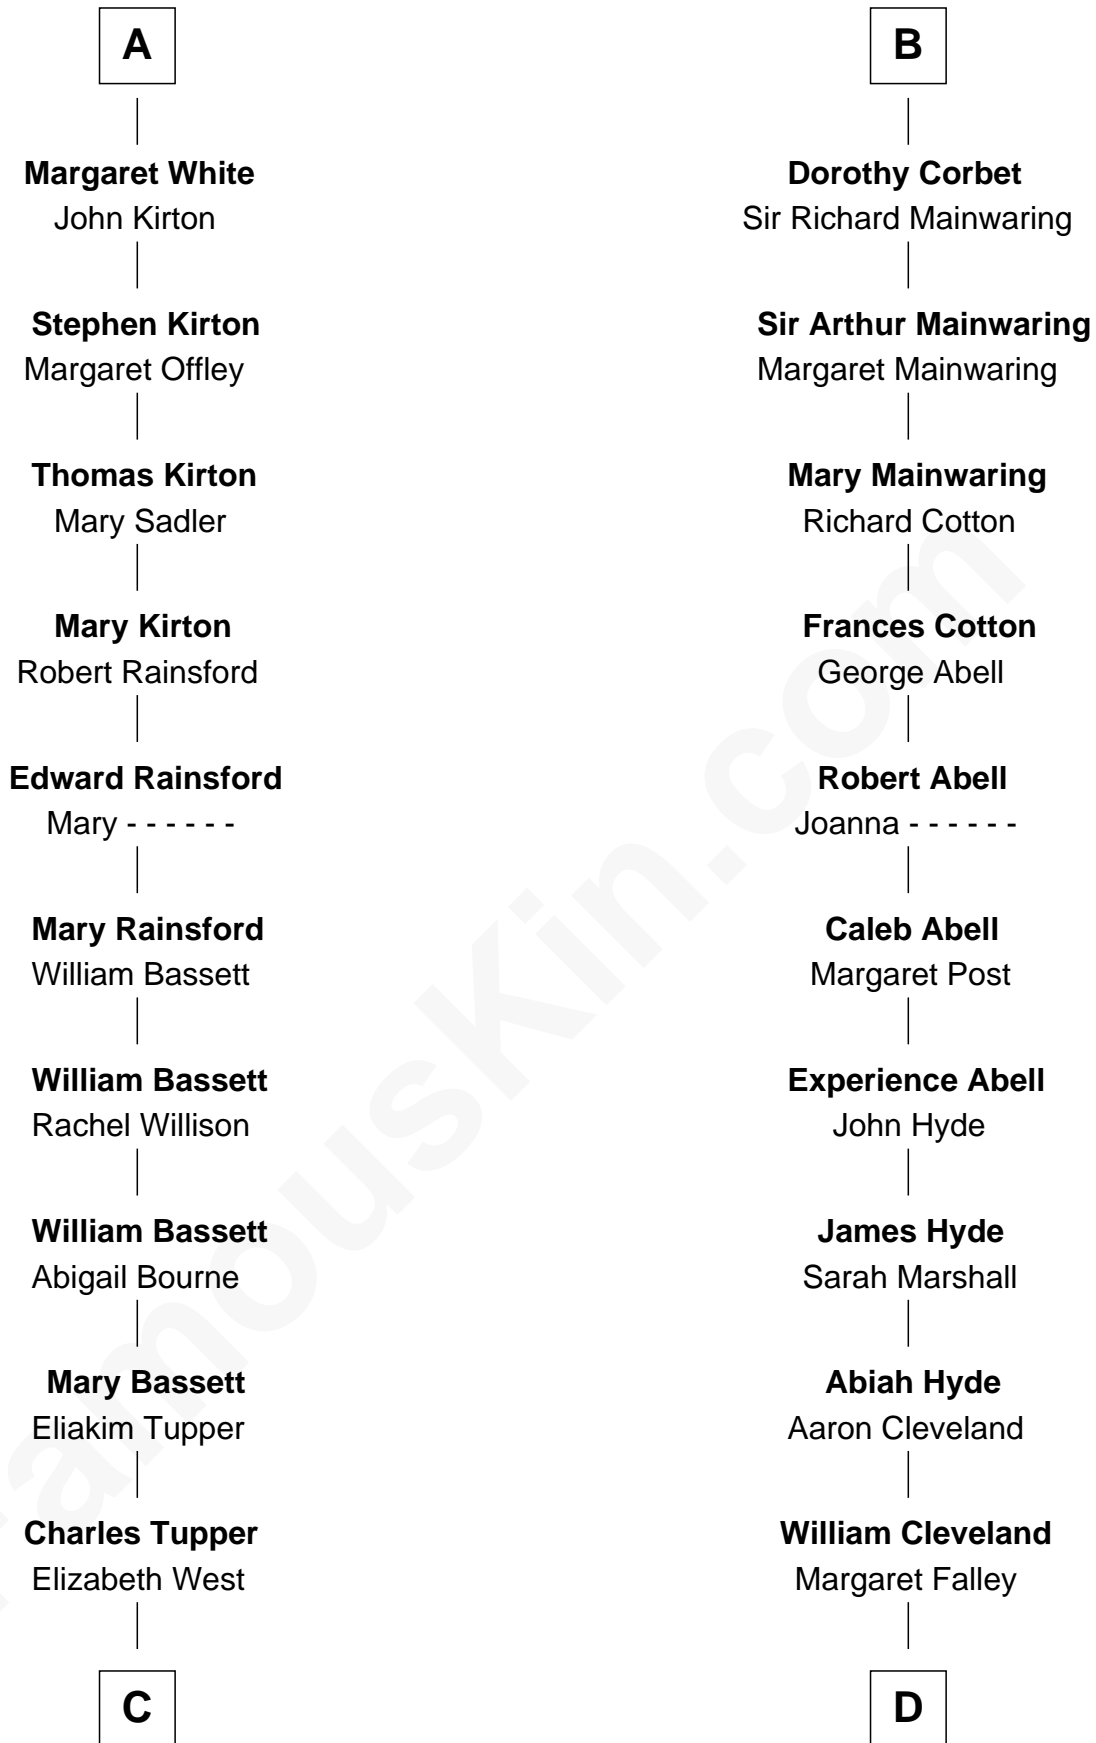 A
Margaret White
John Kirton
Stephen Kirton
Margaret Offley
Thomas Kirton
Mary Sadler
Mary Kirton
Robert Rainsford
Edward Rainsford
Mary - - - - - -
Mary Rainsford
William Bassett
William Bassett
Rachel Willison
William Bassett
Abigail Bourne
Mary Bassett
Eliakim Tupper
Charles Tupper
Elizabeth West
C
B
Dorothy Corbet
Sir Richard Mainwaring
Sir Arthur Mainwaring
Margaret Mainwaring
Mary Mainwaring
Richard Cotton
Frances Cotton
George Abell
Robert Abell
Joanna - - - - - -
Caleb Abell
Margaret Post
Experience Abell
John Hyde
James Hyde
Sarah Marshall
Abiah Hyde
Aaron Cleveland
William Cleveland
Margaret Falley
D
FamousKin.com